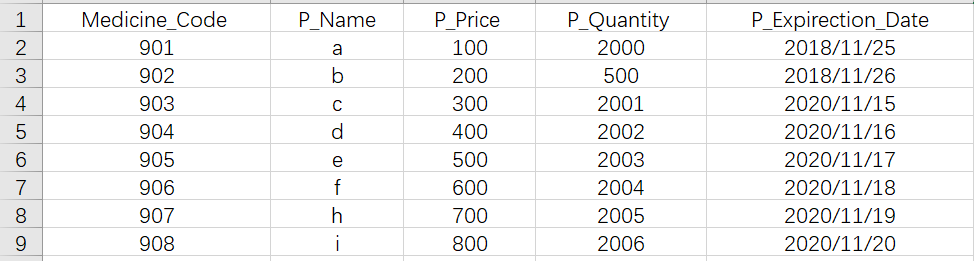 1 Medicine_Code P_Name P_Price P_Quantity P_Expirection_Date
2 901 a 100 2000 2018/11/25
3 902 b 200 500 2018/11/26
4 903 c 300 2001 2020/11/15
5 904 d 400 2002 2020/11/16
6 905 e 500 2003 2020/11/17
7 906 f 600 2004 2020/11/18
8 907 h 700 2005 2020/11/19
9 908 i 800 2006 2020/11/20